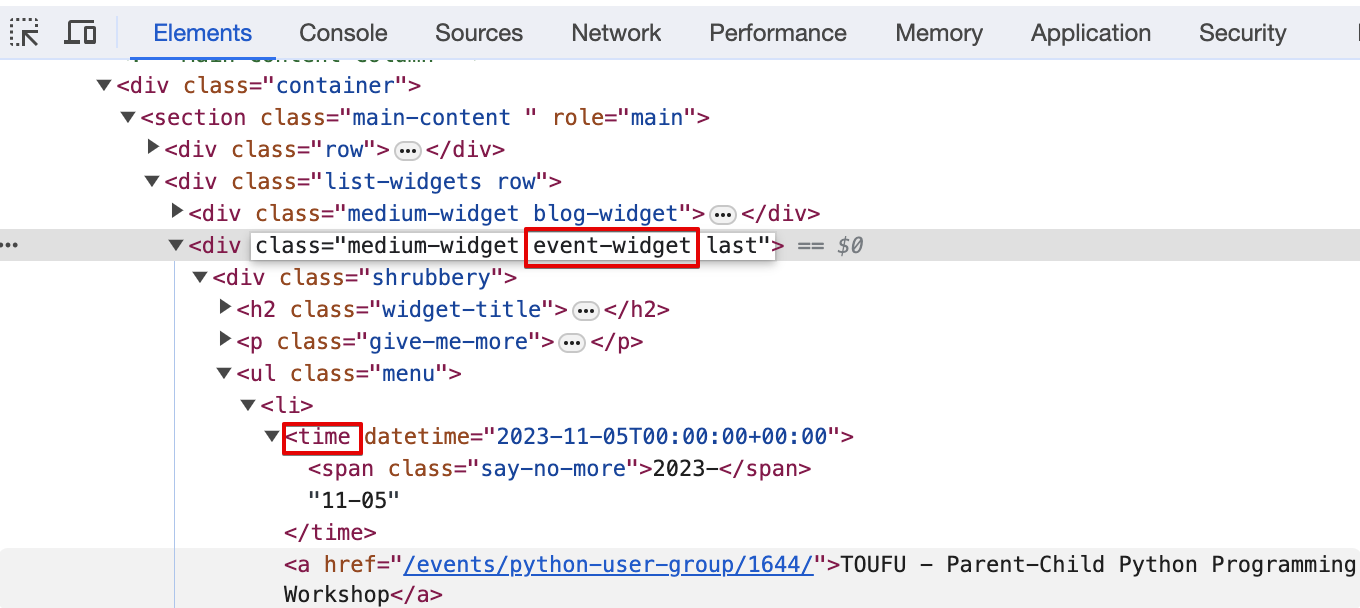 Elements Console Sources Network Performance Memory Application Security
<div class="container">
<section class="main-content " role="main">
<div class="row">…</div>
<div class="list-widgets row">
<div class="medium-widget blog-widget">…</div>
… <div class="medium-widget event-widget last"> == $0
<div class="shrubbery">
<h2 class="widget-title">…</h2>
<p class="give-me-more">…</p>
<ul class="menu">
<li>
<time datetime="2023-11-05T00:00:00+00:00">
<span class="say-no-more">2023-</span>
"11-05"
</time>
<a href="/events/python-user-group/1644/">TOUFU – Parent-Child Python Programming
Workshop</a>